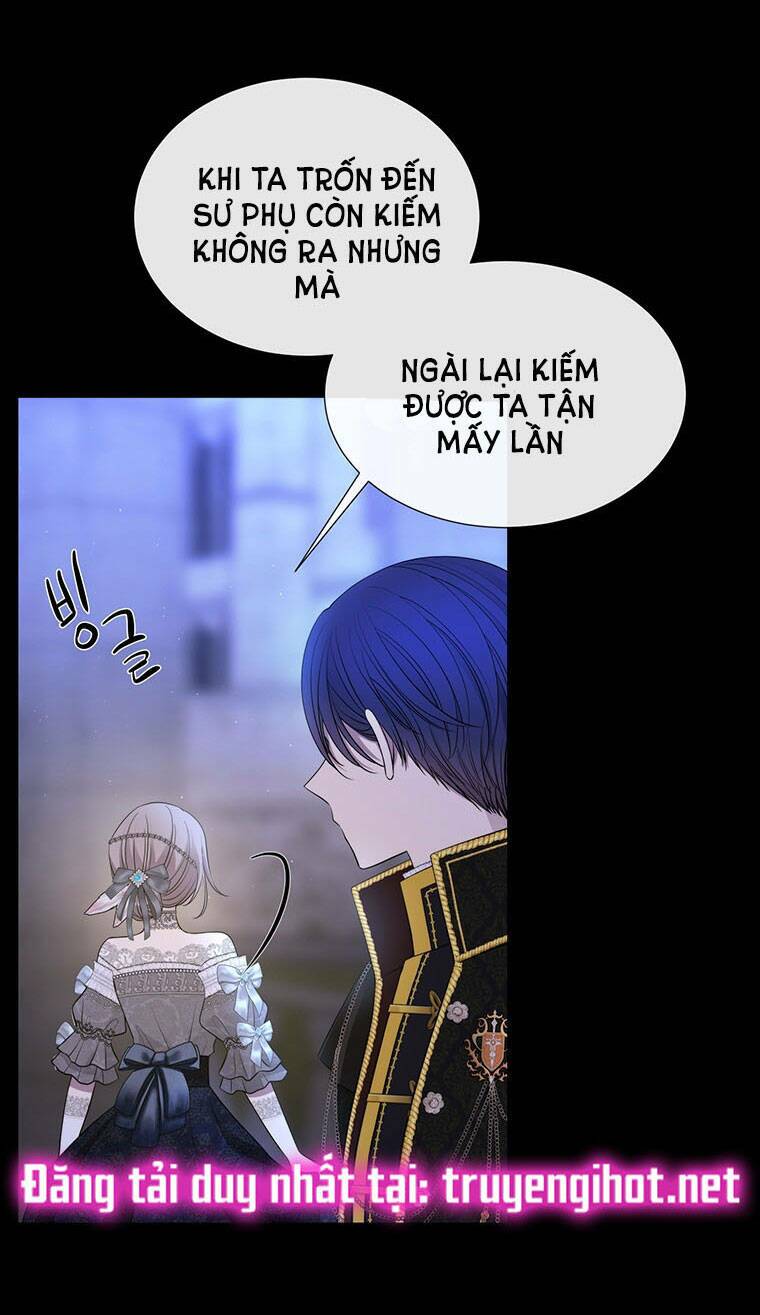 KHI TA TRỐN ĐẾN
SƯ PHỤ CÒN KIẾM
KHÔNG RA NHƯNG
MÀ
NGÀI LẠI KIẾM
ĐƯỢC TA TẬN
MẤY LẦN
빙글
Đăng tải duy nhất tại: truyengihot.net